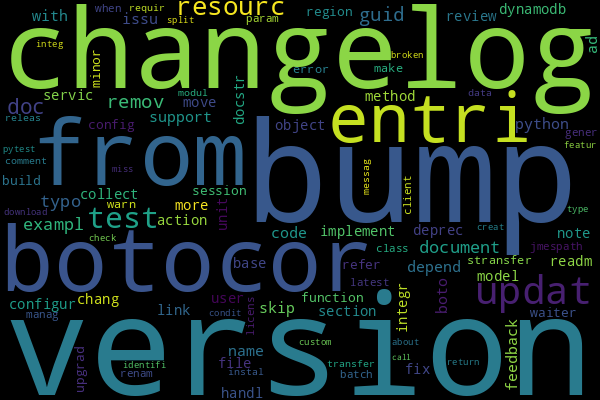 when
requir
resourc
guid
region
review
dynamodb
with
issu
split
param
changelog
integ
minor
broken
ad
servic
doc
remov
modul
move
docstr
error
make
method
data
releas
config
support
object
entri
python
gener
featur
pytest
comment
from
bump
miss
build
typo
collect
session
messag
client
download
warn
more
unit
type
exampl
test
action
code
implement
deprec
note
creat
check
class
document
jmespath
botocor
base
refer
depend
stransfer
readm
model
latest
configur
chang
link
user
skip
function
section
integr
boto
updat
waiter
manag
condit
licens
version
feedback
upgrad
name
custom
about
call
identifi
file
transfer
fix
return
renam
instal
batch
handl